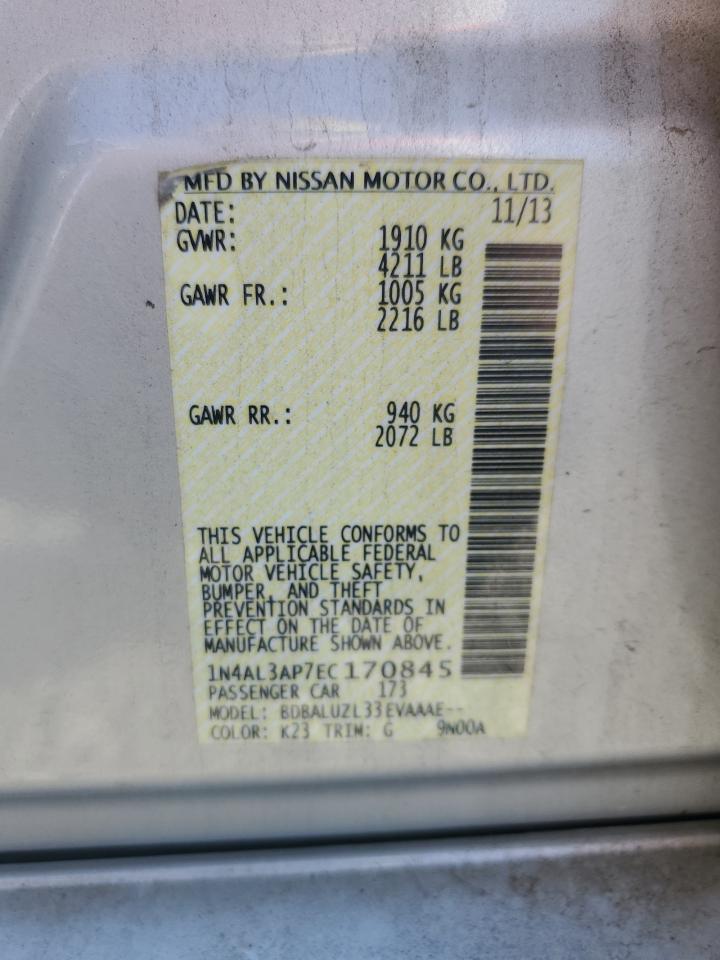 MFD BY NISSAN MOTOR CO., LTD.
DATE: 11/13
GVWR: 1910 KG
4211 LB
GAWR FR.: 1005 KG
2216 LB
GAWR RR.: 940 KG
2072 LB
THIS VEHICLE CONFORMS TO
ALL APPLICABLE FEDERAL
MOTOR VEHICLE SAFETY,
BUMPER, AND THEFT
PREVENTION STANDARDS IN
EFFECT ON THE DATE OF
MANUFACTURE SHOWN ABOVE.
1N4AL3AP7EC170845
PASSENGER CAR 173
MODEL: BDBALUZL33EVAAAE--
COLOR: K23 TRIM: G 9N00A